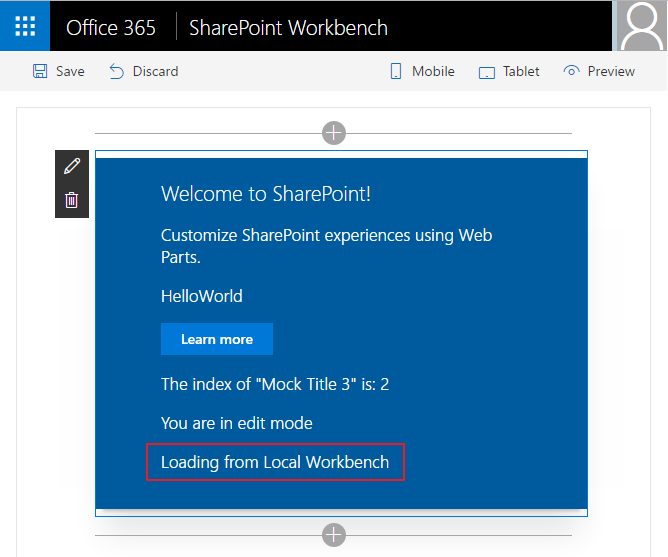 Office 365 SharePoint Workbench
Save Discard Mobile Tablet Preview
Welcome to SharePoint!
Customize SharePoint experiences using Web
Parts.
HelloWorld
Learn more
The index of "Mock Title 3" is: 2
You are in edit mode
Loading from Local Workbench